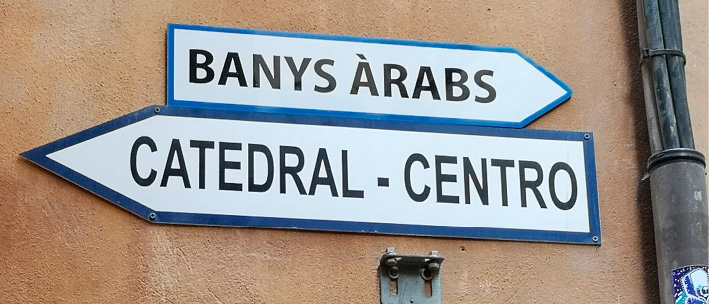 BANYS ÀRABS
CATEDRAL - CENTRO